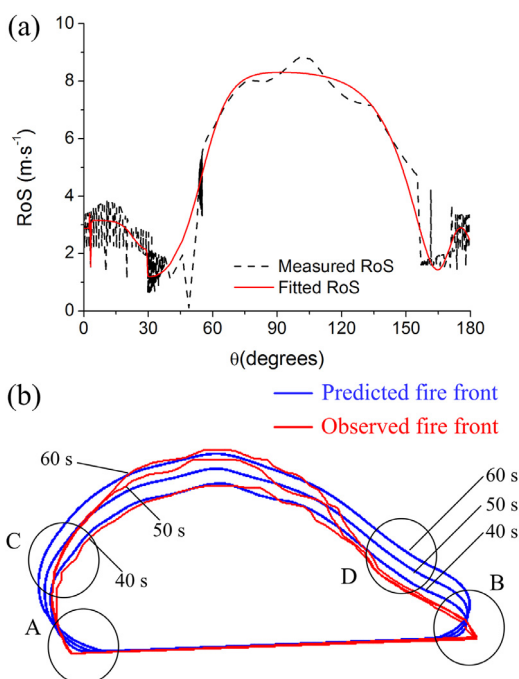 (a)
10
8
6
4
2
0
RoS (m·s⁻¹)
Measured RoS
Fitted RoS
0 30 60 90 120 150 180
θ(degrees)
(b)
Predicted fire front
Observed fire front
60 s
50 s
40 s
60 s
50 s
40 s
C
D
B
A